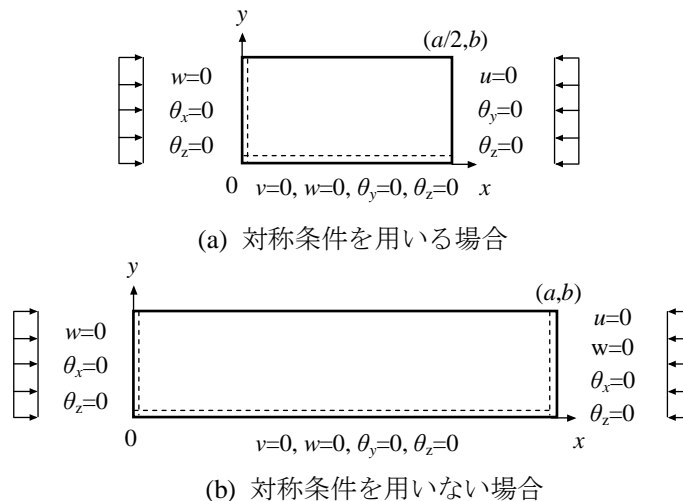 y
(a/2,b)
w=0
u=0
θx=0
θy=0
θz=0
θz=0
0
v=0, w=0, θy=0, θz=0
x
(a) 対称条件を用いる場合
y
(a,b)
w=0
u=0
w=0
θx=0
θx=0
θz=0
θz=0
0
v=0, w=0, θy=0, θz=0
x
(b) 対称条件を用いない場合